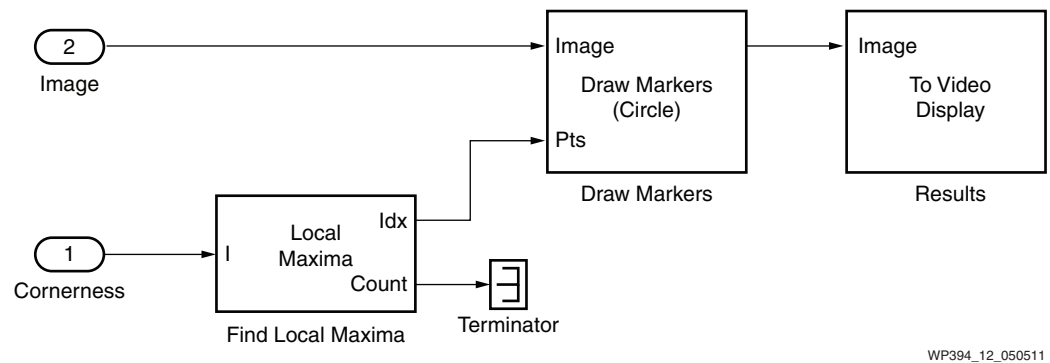 2
Image
Image
Draw Markers
(Circle)
Pts
Draw Markers
Image
To Video
Display
Results
1
Cornerness
I
Local
Maxima
Idx
Count
Find Local Maxima
Terminator
WP394_12_050511